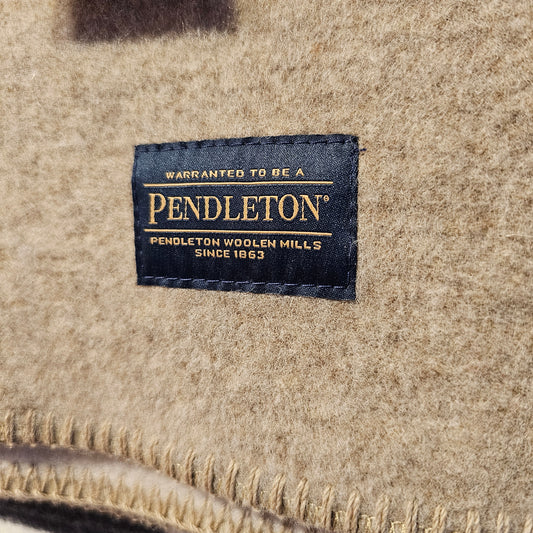 WARRANTED TO BE A
PENDLETON®
PENDLETON WOOLEN MILLS
SINCE 1863